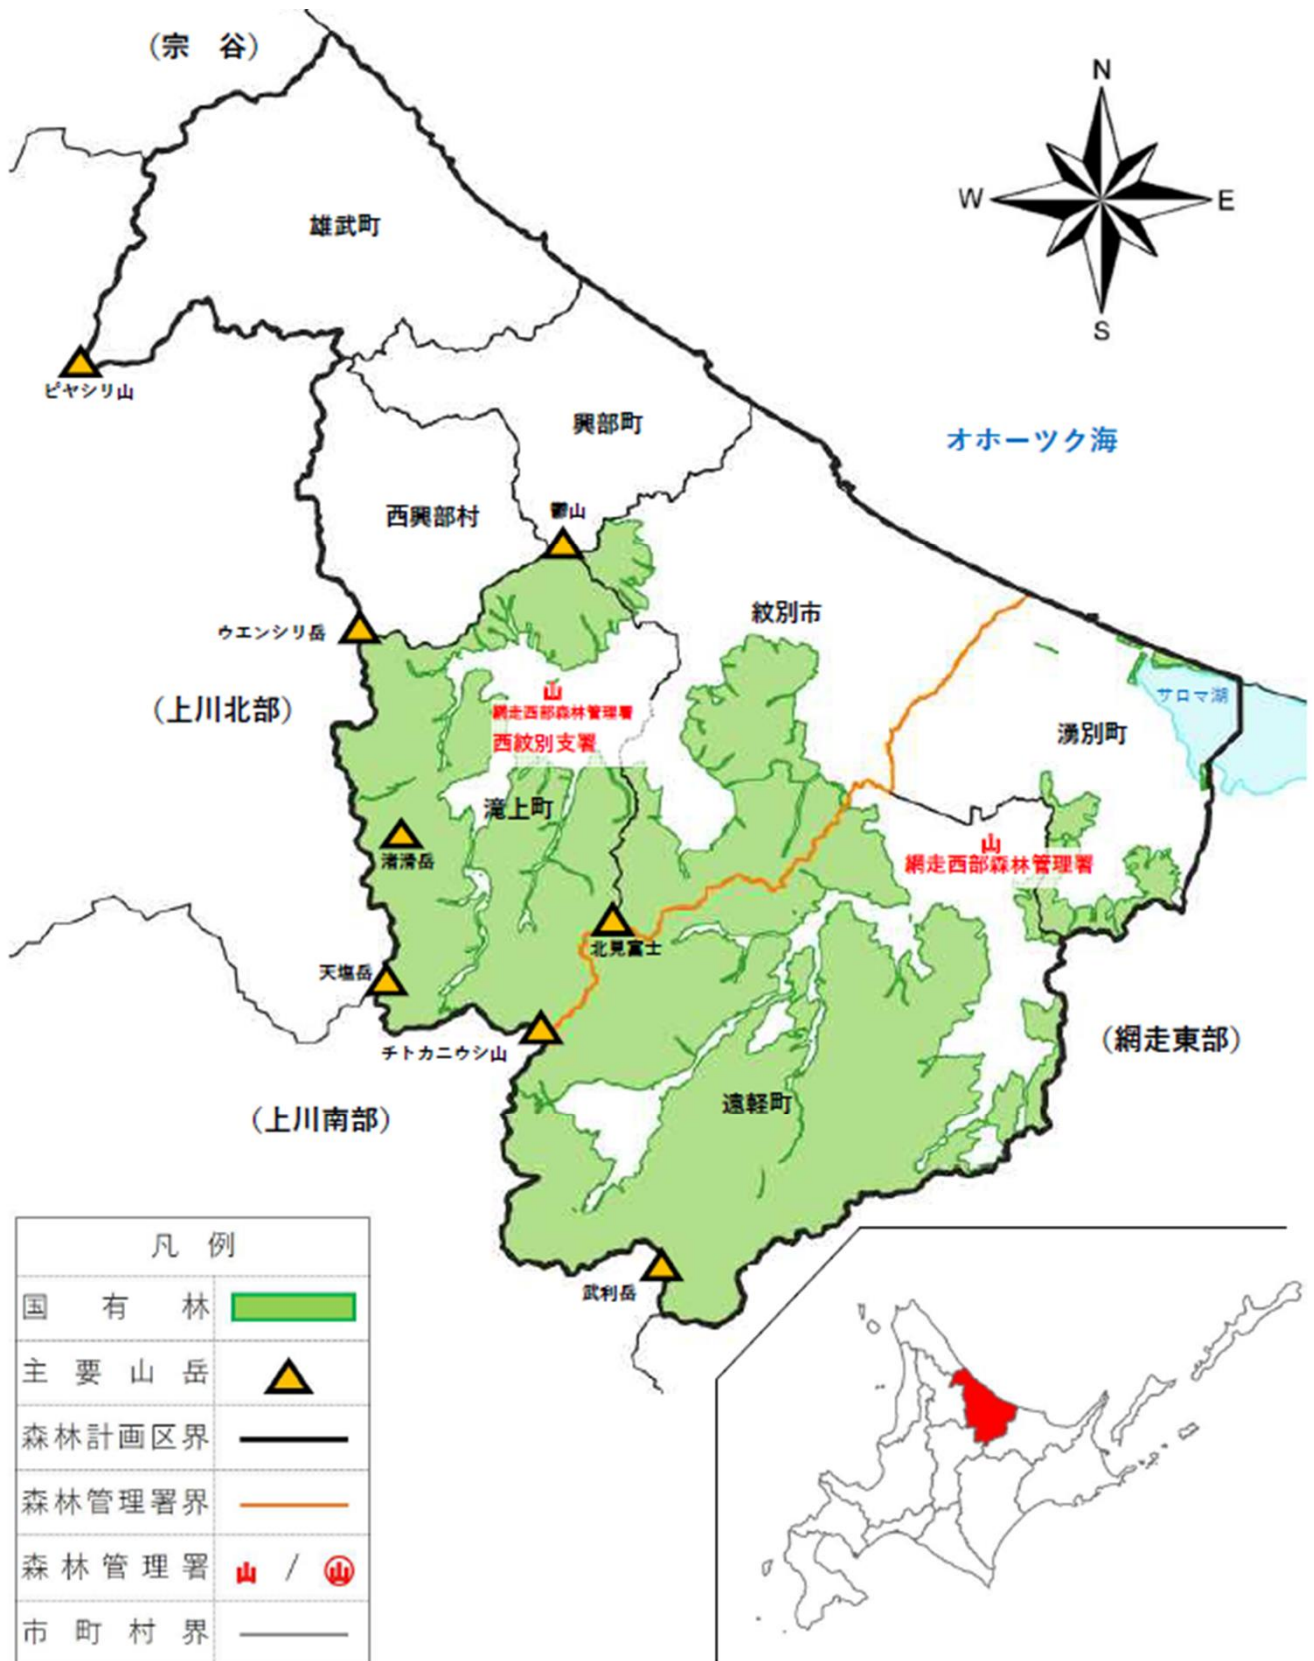 （宗　谷）
N
W
E
S
雄武町
ピヤシリ山
興部町
オホーツク海
西興部村
鬱山
紋別市
ウエンシリ岳
（上川北部）
サロマ湖
山
網走西部森林管理署
西紋別支署
湧別町
滝上町
渚滑岳
山
網走西部森林管理署
北見富士
天塩岳
チトカニウシ山
（網走東部）
遠軽町
（上川南部）
武利岳
凡　例
国有林
主要山岳
森林計画区界
森林管理署界
森林管理署 山 / 山
市町村界